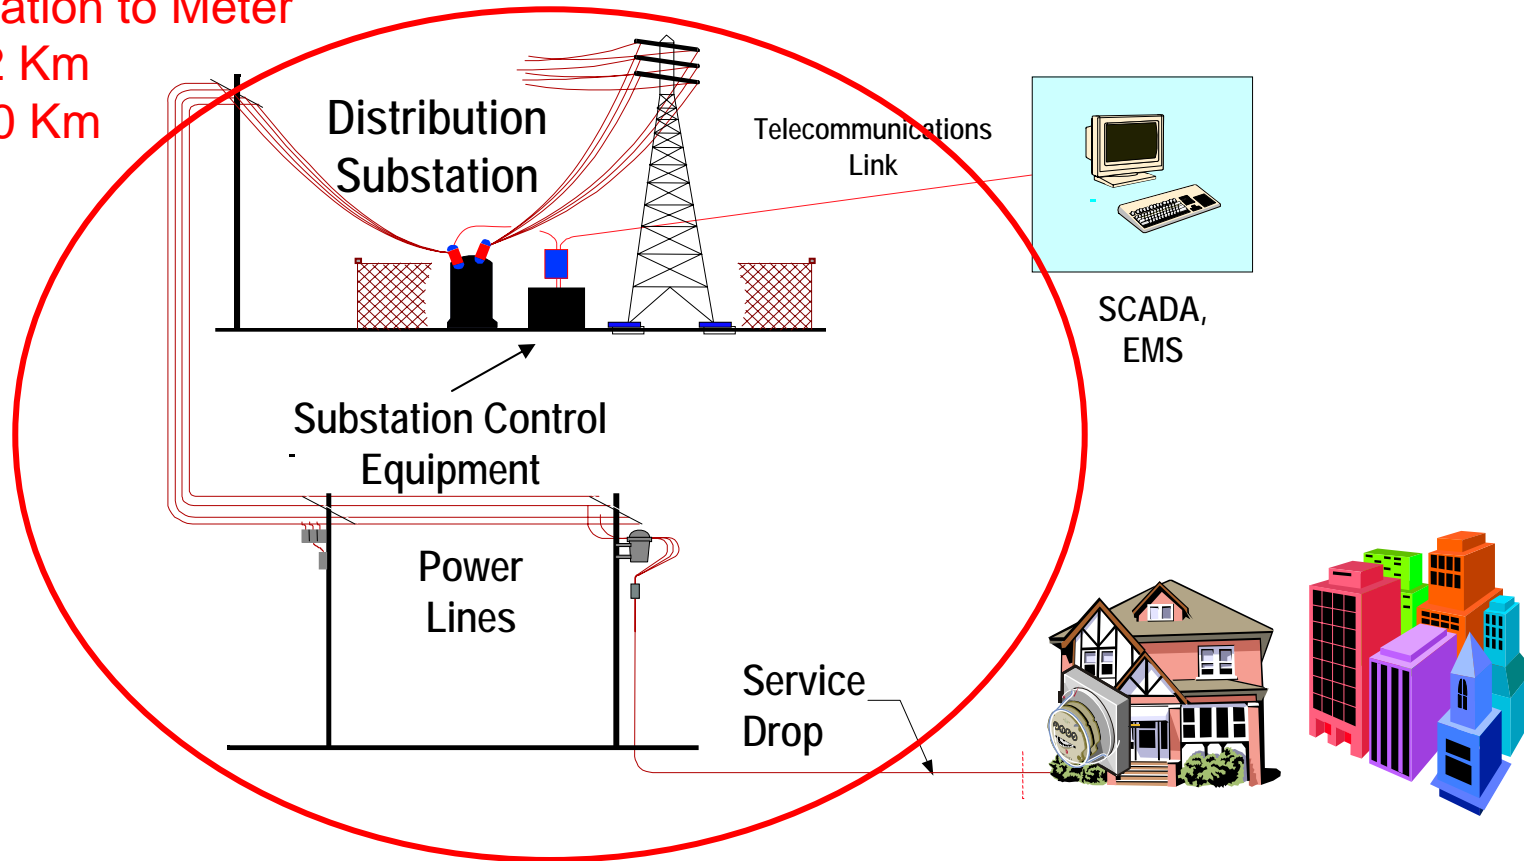 ation to Meter
2 Km
0 Km
Distribution
Substation
Telecommunications
Link
SCADA,
EMS
Substation Control
Equipment
Power
Lines
Service
Drop